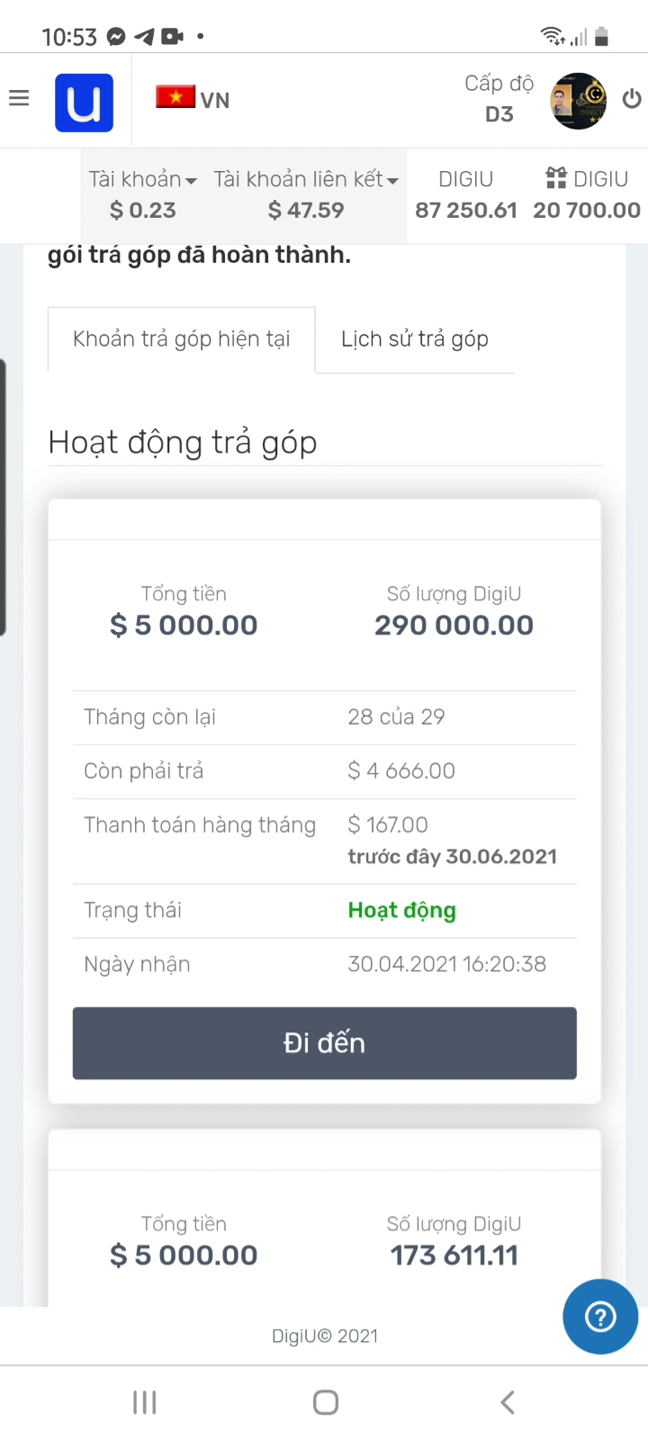 10:53
VN
Cấp độ
D3
Tài khoản Tài khoản liên kết DIGIU DIGIU
$ 0.23 $ 47.59 87 250.61 20 700.00
gói trả góp đã hoàn thành.
Khoản trả góp hiện tại Lịch sử trả góp
Hoạt động trả góp
Tổng tiền Số lượng DigiU
$ 5 000.00 290 000.00
Tháng còn lại 28 của 29
Còn phải trả $ 4 666.00
Thanh toán hàng tháng $ 167.00
trước đây 30.06.2021
Trạng thái Hoạt động
Ngày nhận 30.04.2021 16:20:38
Đi đến
Tổng tiền Số lượng DigiU
$ 5 000.00 173 611.11
DigiU© 2021